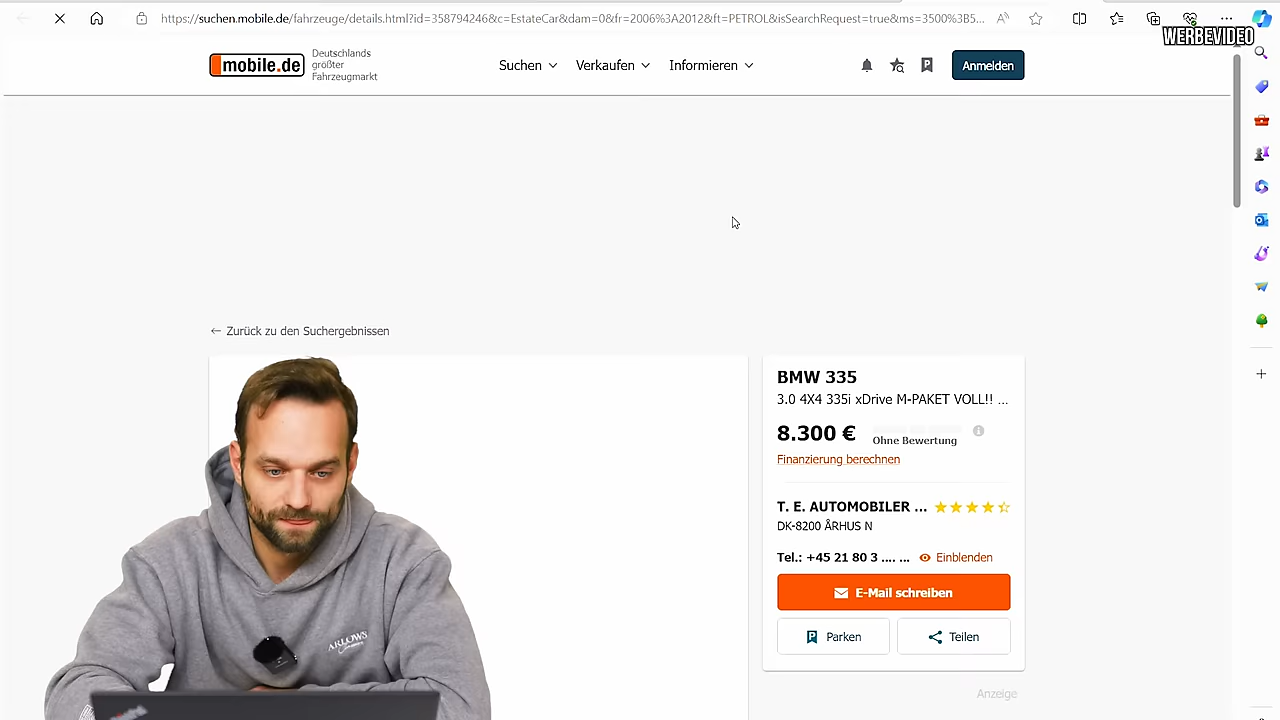 https://suchen.mobile.de/fahrzeuge/details.html?id=358794246&c=EstateCar&dam=0&fr=2006%3A2012&ft=PETROL&isSearchRequest=true&ms=3500%3B5...
WERBEVIDEO
mobile.de
Deutschlands
größter
Fahrzeugmarkt
Suchen
Verkaufen
Informieren
Anmelden
← Zurück zu den Suchergebnissen
BMW 335
3.0 4X4 335i xDrive M-PAKET VOLL!! ...
8.300 €
Ohne Bewertung
Finanzierung berechnen
T. E. AUTOMOBILER ...
DK-8200 ÅRHUS N
Tel.: +45 21 80 3 .... ...
Einblenden
E-Mail schreiben
Parken
Teilen
Anzeige
ARLOWS